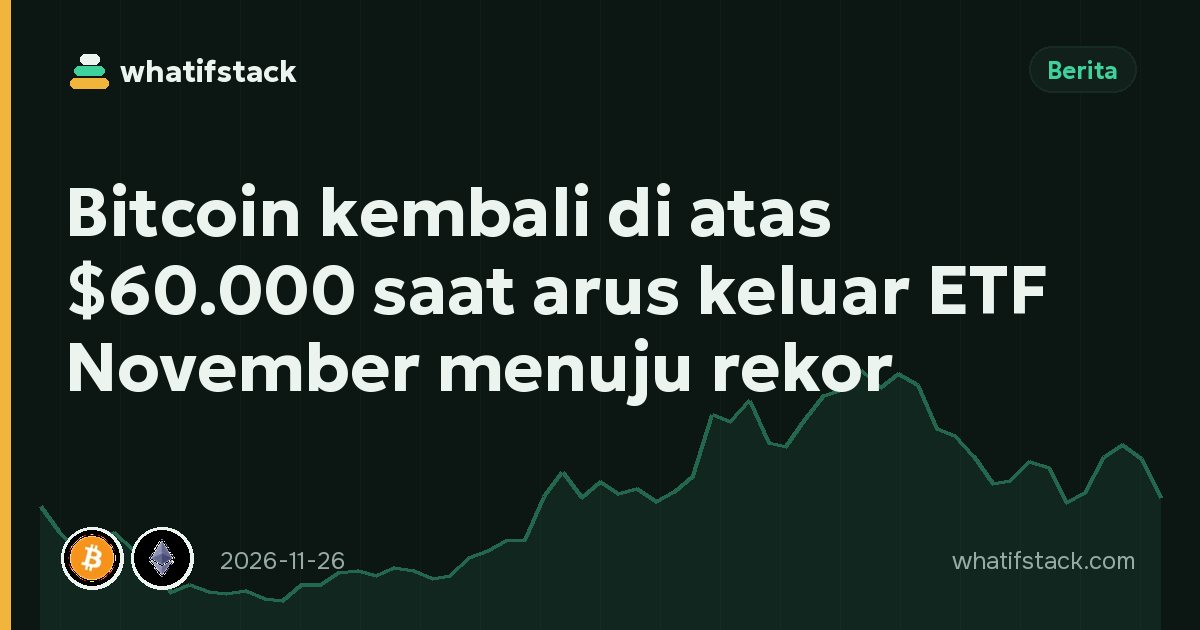 whatifstack
Berita
Bitcoin kembali di atas
$60.000 saat arus keluar ETF
November menuju rekor
2026-11-26
whatifstack.com